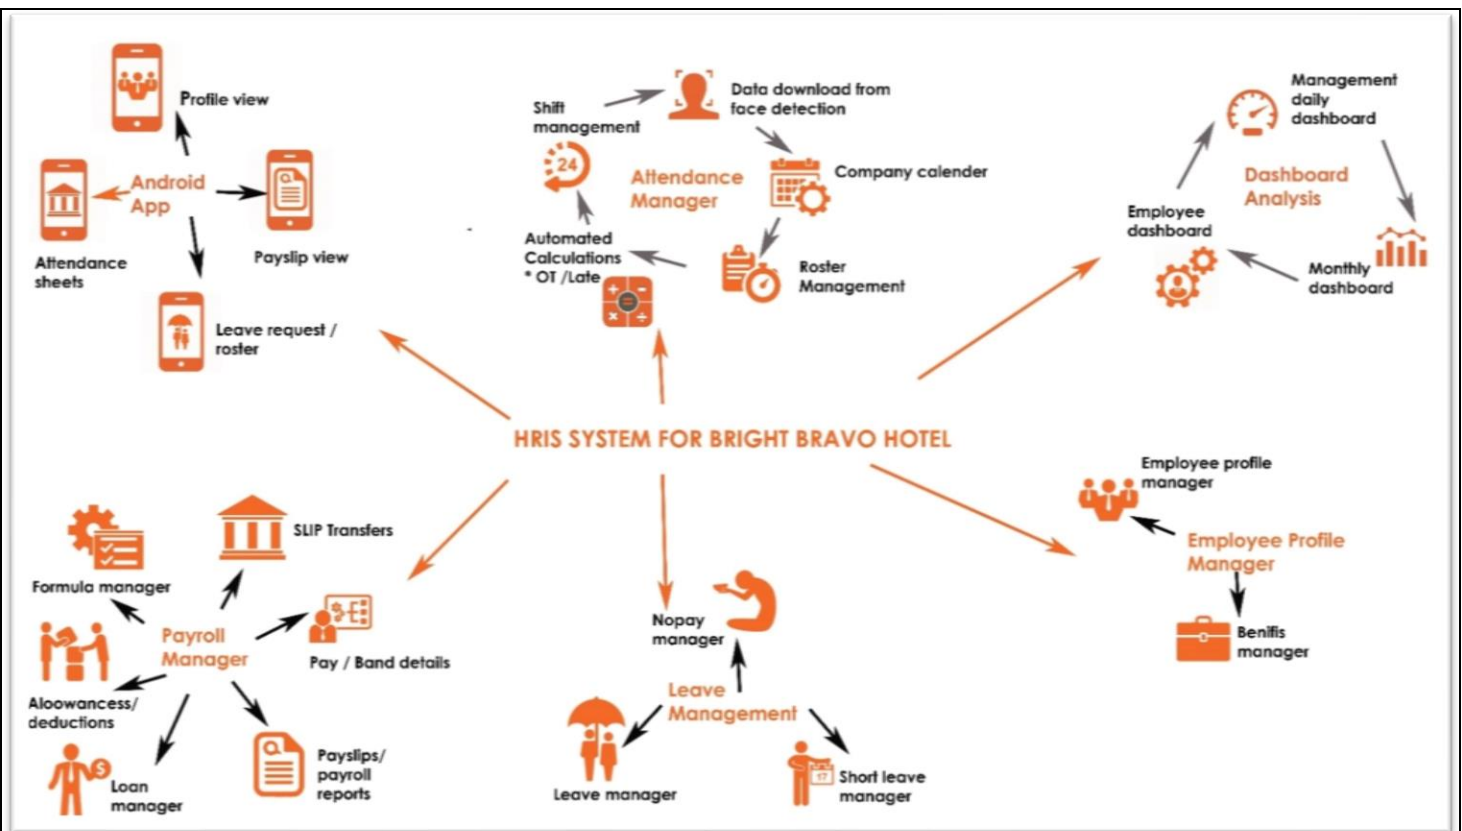 Profile view
Android
App
Attendance
sheets
Payslip view
Leave request /
roster
Shift
management
24
Data download from
face detection
Attendance
Manager
Company calender
Automated
Calculations
* OT /Late
Roster
Management
Management
daily
dashboard
Dashboard
Analysis
Employee
dashboard
Monthly
dashboard
HRIS SYSTEM FOR BRIGHT BRAVO HOTEL
SLIP Transfers
Formula manager
Payroll
Manager
Pay / Band details
Aloowancess/
deductions
Loan
manager
Payslips/
payroll
reports
Nopay
manager
Leave
Management
Leave manager
17
Short leave
manager
Employee profile
manager
Employee Profile
Manager
Benifis
manager